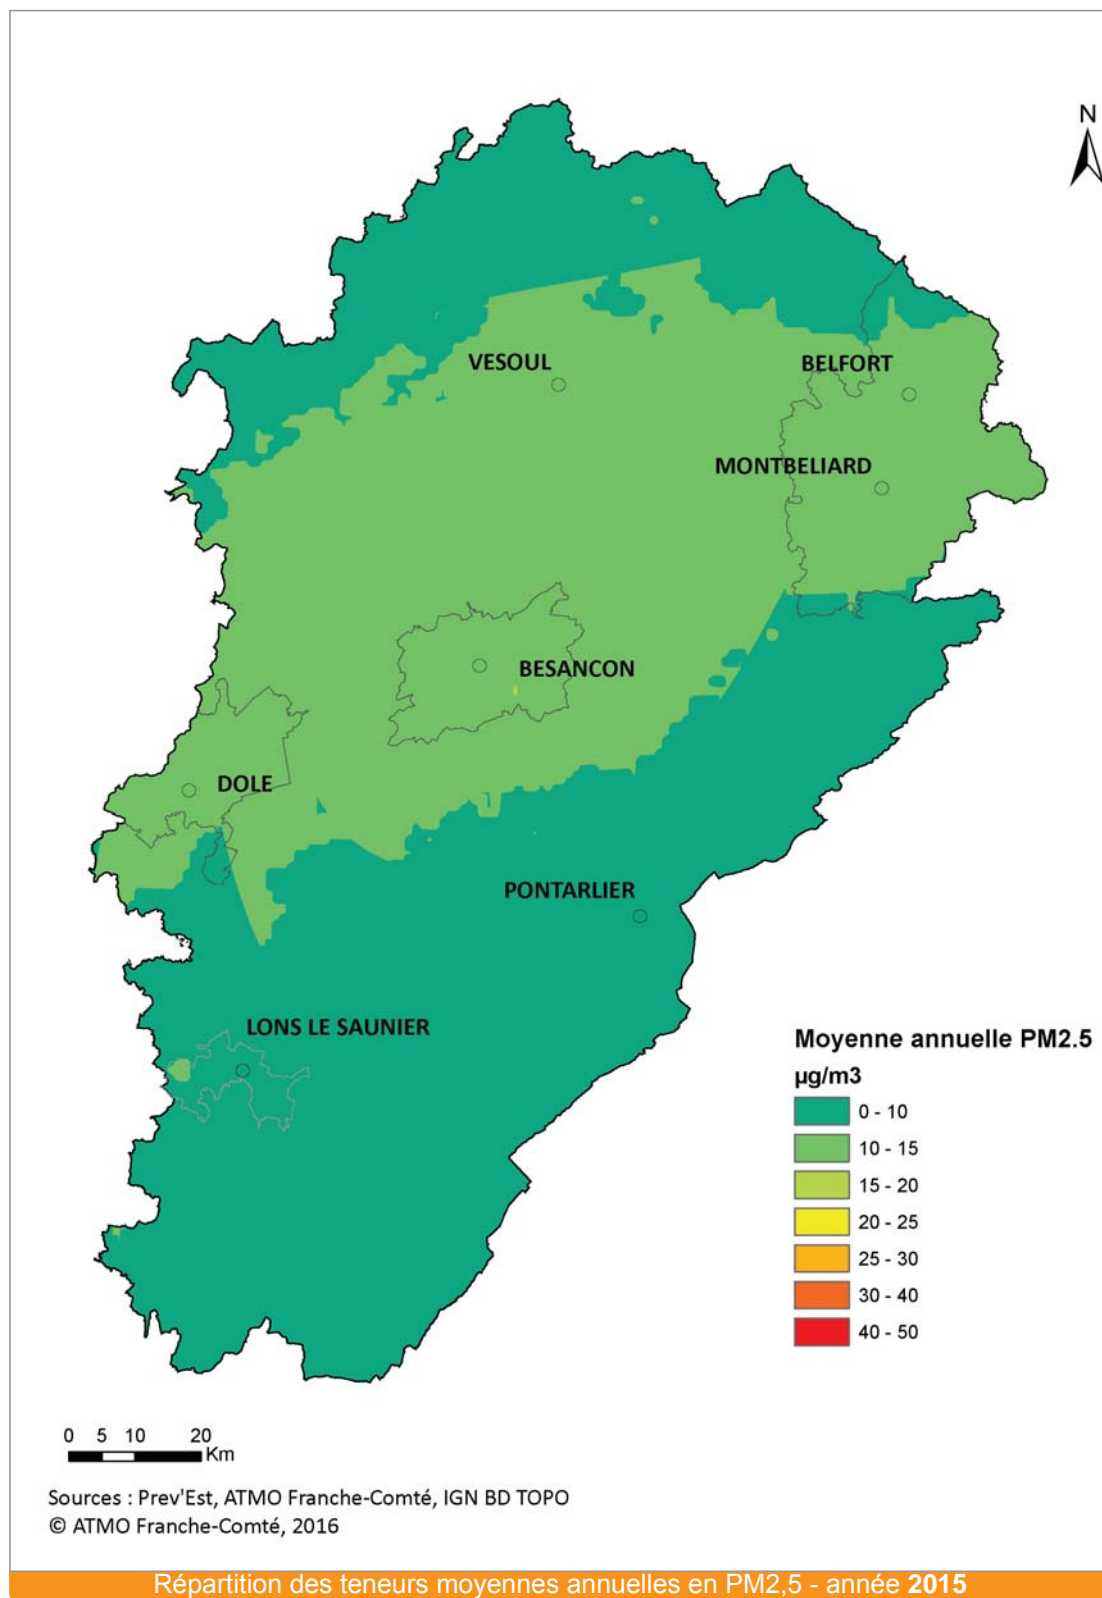 N
VESOUL
BELFORT
MONTBELIARD
BESANCON
DOLE
PONTARLIER
LONS LE SAUNIER
Moyenne annuelle PM2.5
µg/m3
0 - 10
10 - 15
15 - 20
20 - 25
25 - 30
30 - 40
40 - 50
0 5 10 20
Km
Sources : Prev'Est, ATMO Franche-Comté, IGN BD TOPO
© ATMO Franche-Comté, 2016
Répartition des teneurs moyennes annuelles en PM2,5 - année 2015